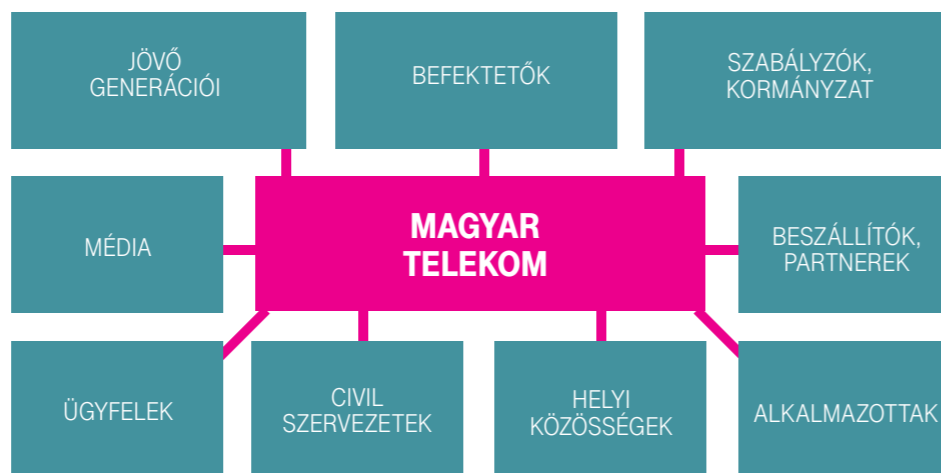 JÖVŐ
GENERÁCIÓI
BEFEKTETŐK
SZABÁLYZÓK,
KORMÁNYZAT
MÉDIA
MAGYAR
TELEKOM
BESZÁLLÍTÓK,
PARTNEREK
ÜGYFELEK
CIVIL
SZERVEZETEK
HELYI
KÖZÖSSÉGEK
ALKALMAZOTTAK